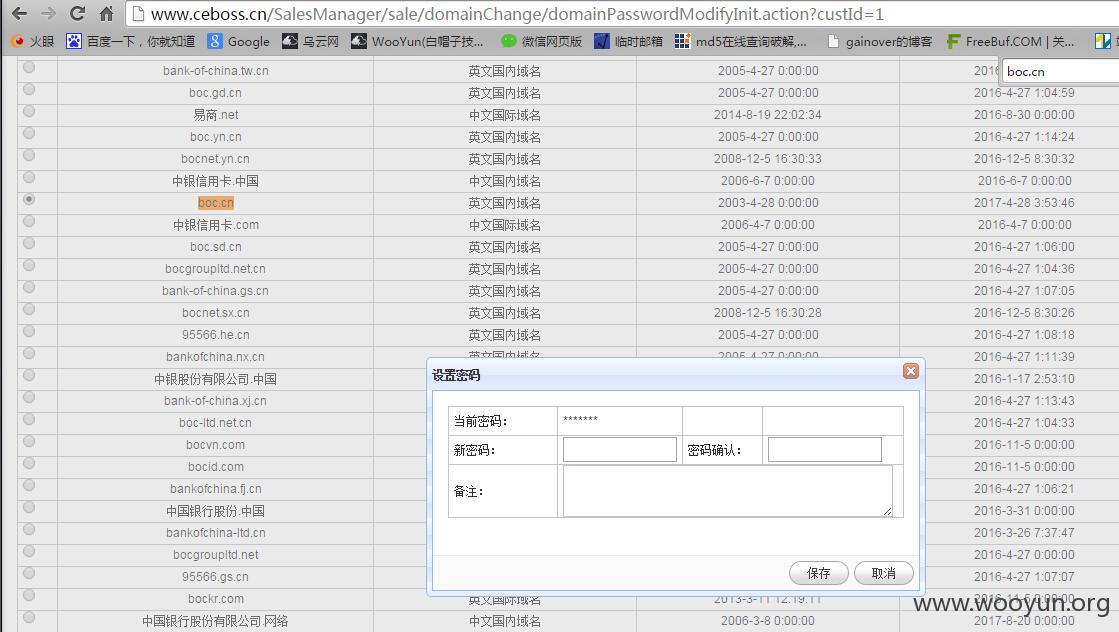 www.ceboss.cn/SalesManager/sale/domainChange/domainPasswordModifyInit.action?custId=1
火眼 百度一下，你就知道 Google 乌云网 WooYun(白帽子技... 微信网页版 临时邮箱 md5在线查询破解,... gainover的博客 FreeBuf.COM | 关...
boc.cn
bank-of-china.tw.cn 英文国内域名 2005-4-27 0:00:00
boc.gd.cn 英文国内域名 2005-4-27 0:00:00 2016-4-27 1:04:59
易商.net 中文国际域名 2014-8-19 22:02:34 2016-8-30 0:00:00
boc.yn.cn 英文国内域名 2005-4-27 0:00:00 2016-4-27 1:14:24
bocnet.yn.cn 英文国内域名 2008-12-5 16:30:33 2016-12-5 8:30:32
中银信用卡.中国 中文国内域名 2006-6-7 0:00:00 2016-6-7 0:00:00
boc.cn 英文国内域名 2003-4-28 0:00:00 2017-4-28 3:53:46
中银信用卡.com 中文国际域名 2006-4-7 0:00:00 2016-4-7 0:00:00
boc.sd.cn 英文国内域名 2005-4-27 0:00:00 2016-4-27 1:06:00
bocgroupltd.net.cn 英文国内域名 2005-4-27 0:00:00 2016-4-27 1:04:36
bank-of-china.gs.cn 英文国内域名 2005-4-27 0:00:00 2016-4-27 1:07:05
bocnet.sx.cn 英文国内域名 2008-12-5 16:30:28 2016-12-5 8:30:26
95566.he.cn 英文国内域名 2005-4-27 0:00:00 2016-4-27 1:08:18
bankofchina.nx.cn 英文国内域名 2005-4-27 0:00:00 2016-4-27 1:11:39
中银股份有限公司.中国 2016-1-17 2:53:10
bank-of-china.xj.cn 2016-4-27 1:13:43
boc-ltd.net.cn 2016-4-27 1:04:33
bocvn.com 2016-11-5 0:00:00
bocid.com 2016-11-5 0:00:00
bankofchina.fj.cn 2016-4-27 1:06:21
中国银行股份.中国 2016-3-31 0:00:00
bankofchina-ltd.cn 2016-3-26 7:37:47
bocgroupltd.net 2016-4-27 0:00:00
95566.gs.cn 2016-4-27 1:07:07
bockr.com 英文国际域名 2013-3-11 12:19:11 2016-11-5 0:00:00
中国银行股份有限公司.网络 中文国内域名 2006-3-8 0:00:00 2017-8-20 0:00:00
设置密码
当前密码： *******
新密码： 密码确认：
备注：
保存 取消
www.wooyun.org